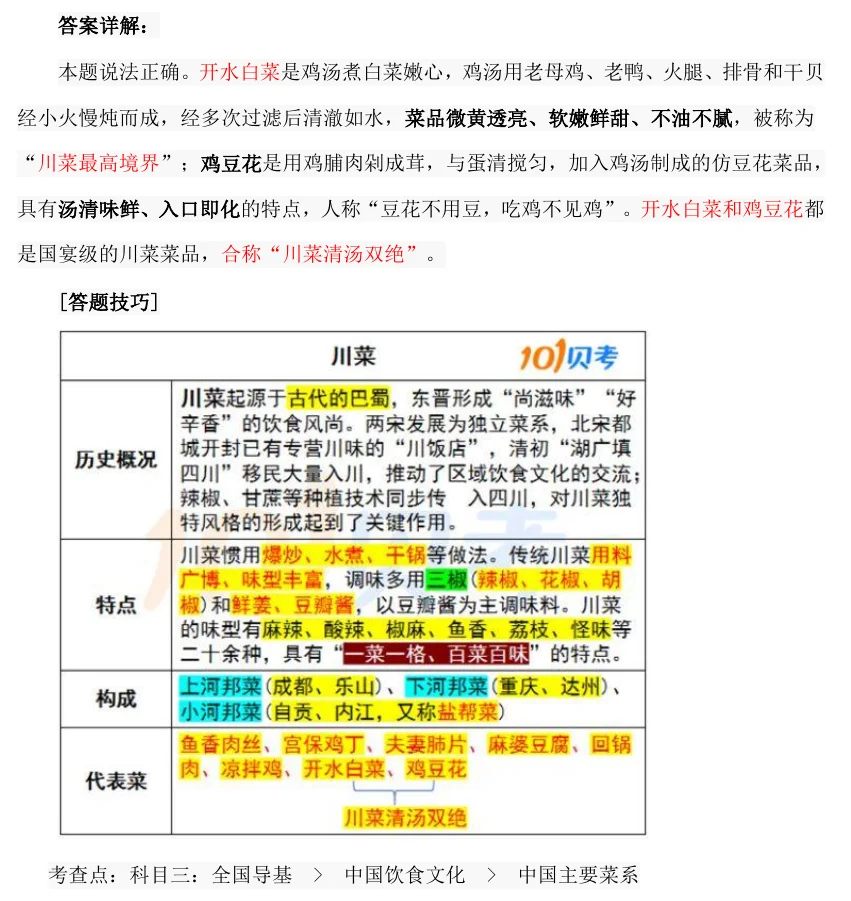 答案详解：
本题说法正确。开水白菜是鸡汤煮白菜嫩心，鸡汤用老母鸡、老鸭、火腿、排骨和干贝
经小火慢炖而成，经多次过滤后清澈如水，菜品微黄透亮、软嫩鲜甜、不油不腻，被称为
“川菜最高境界”；鸡豆花是用鸡脯肉剁成茸，与蛋清搅匀，加入鸡汤制成的仿豆花菜品，
具有汤清味鲜、入口即化的特点，人称“豆花不用豆，吃鸡不见鸡”。开水白菜和鸡豆花都
是国宴级的川菜菜品，合称“川菜清汤双绝”。
[答题技巧]
川菜
101贝考
历史概况
川菜起源于古代的巴蜀，东晋形成“尚滋味”“好
辛香”的饮食风尚。两宋发展为独立菜系，北宋都
城开封已有专营川味的“川饭店”，清初“湖广填
四川”移民大量入川，推动了区域饮食文化的交流；
辣椒、甘蔗等种植技术同步传 入四川，对川菜独
特风格的形成起到了关键作用。
特点
川菜惯用爆炒、水煮、干锅等做法。传统川菜用料
广博、味型丰富，调味多用三椒(辣椒、花椒、胡
椒)和鲜姜、豆瓣酱，以豆瓣酱为主调味料。川菜
的味型有麻辣、酸辣、椒麻、鱼香、荔枝、怪味等
二十余种，具有“一菜一格、百菜百味”的特点。
构成
上河邦菜(成都、乐山)、下河邦菜(重庆、达州)、
小河邦菜(自贡、内江，又称盐帮菜)
代表菜
鱼香肉丝、宫保鸡丁、夫妻肺片、麻婆豆腐、回锅
肉、凉拌鸡、开水白菜、鸡豆花
川菜清汤双绝
考查点：科目三：全国导基 > 中国饮食文化 > 中国主要菜系